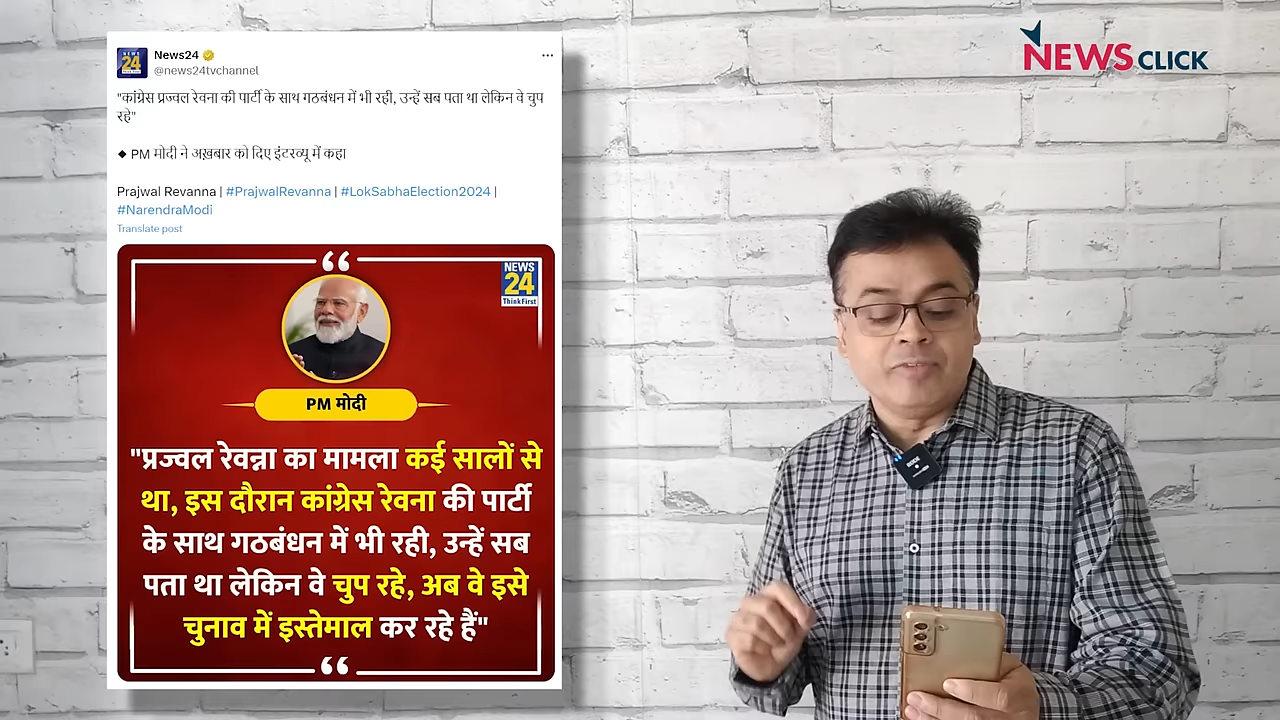 News24
@news24tvchannel
"कांग्रेस प्रज्वल रेवना की पार्टी के साथ गठबंधन में भी रही, उन्हें सब पता था लेकिन वे चुप
रहे"
◆ PM मोदी ने अख़बार को दिए इंटरव्यू में कहा
Prajwal Revanna | #PrajwalRevanna | #LokSabhaElection2024 |
#NarendraModi
Translate post
NEWS
24
Think First
PM मोदी
"प्रज्वल रेवन्ना का मामला कई सालों से
था, इस दौरान कांग्रेस रेवना की पार्टी
के साथ गठबंधन में भी रही, उन्हें सब
पता था लेकिन वे चुप रहे, अब वे इसे
चुनाव में इस्तेमाल कर रहे हैं"
NEWS CLICK